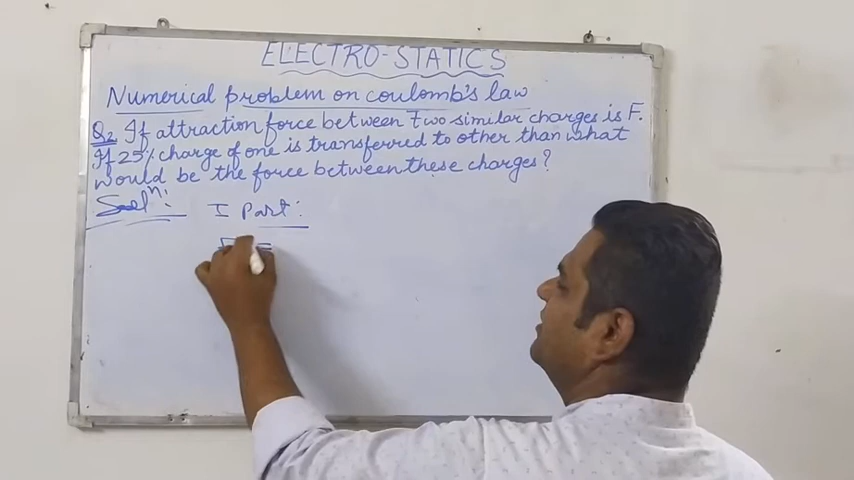 ELECTRO-STATICS
Numerical problem on coulomb's law
Q2 If attraction force between two similar charges is F.
If 25% charge of one is transferred to other than what
would be the force between these charges?
Solⁿ: I Part:
F =